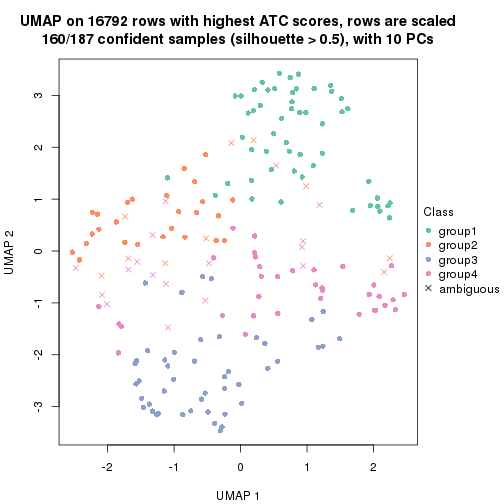 UMAP on 16792 rows with highest ATC scores, rows are scaled
160/187 confident samples (silhouette > 0.5), with 10 PCs
3
2
1
0
-1
-2
-3
UMAP 2
-2
-1
0
1
2
UMAP 1
Class
group1
group2
group3
group4
ambiguous